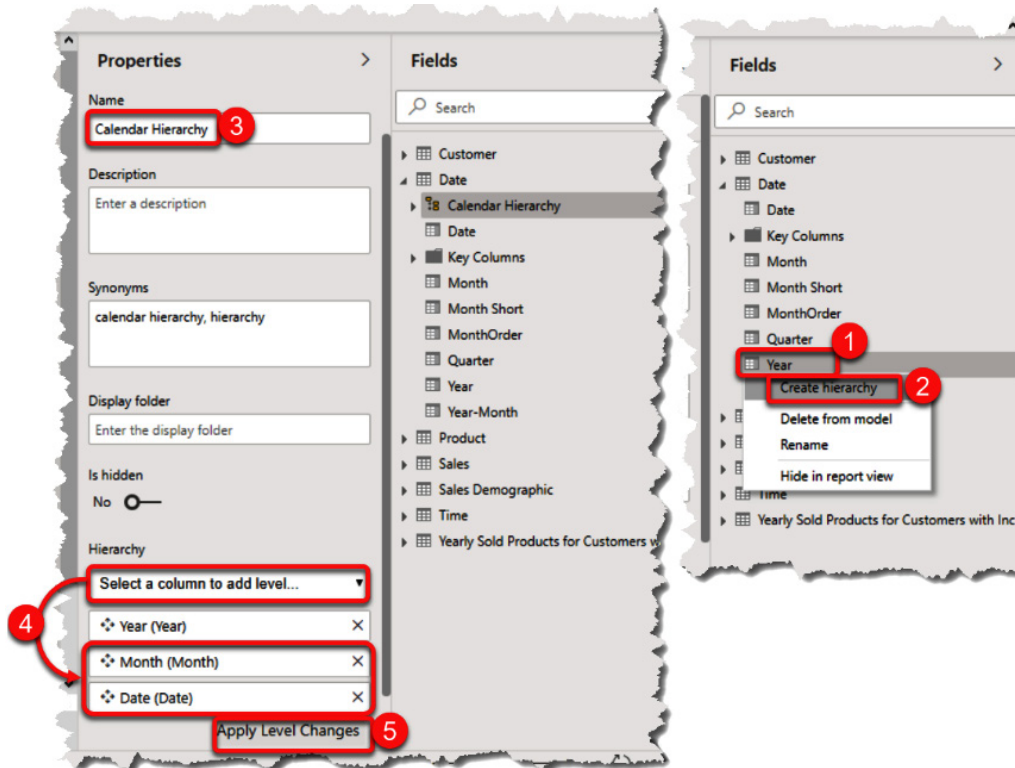 Properties
Name
Calendar Hierarchy
3
Description
Enter a description
Synonyms
calendar hierarchy, hierarchy
Display folder
Enter the display folder
Is hidden
No
Hierarchy
Select a column to add level...
4
Year (Year)
Month (Month)
Date (Date)
Apply Level Changes
5
Fields
Search
Customer
Date
Calendar Hierarchy
Date
Key Columns
Month
Month Short
MonthOrder
Quarter
Year
Year-Month
Product
Sales
Sales Demographic
Time
Yearly Sold Products for Customers
Fields
Search
Customer
Date
Date
Key Columns
Month
Month Short
MonthOrder
Quarter
1
Year
Create hierarchy
2
Delete from model
Rename
Hide in report view
Time
Yearly Sold Products for Customers with Inc